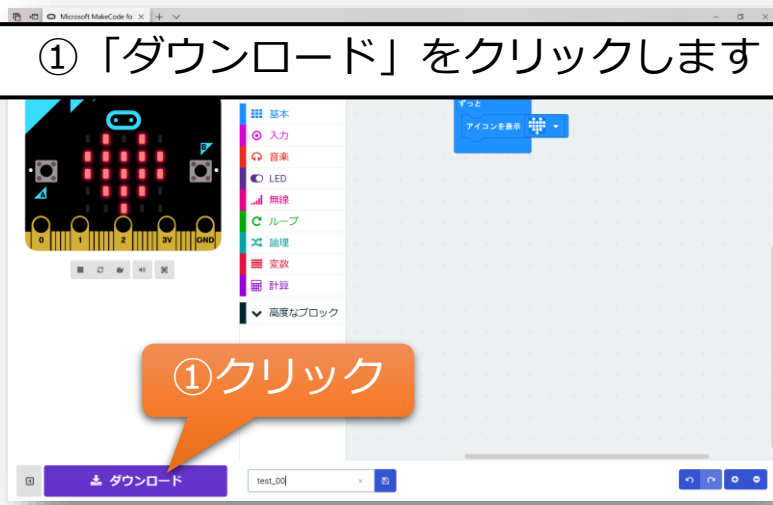 Microsoft MakeCode fo
①「ダウンロード」をクリックします
ずっと
アイコンを表示
基本
入力
音楽
LED
無線
ループ
論理
変数
計算
高度なブロック
A
B
0 1 2 3V GND
①クリック
ダウンロード
test_00